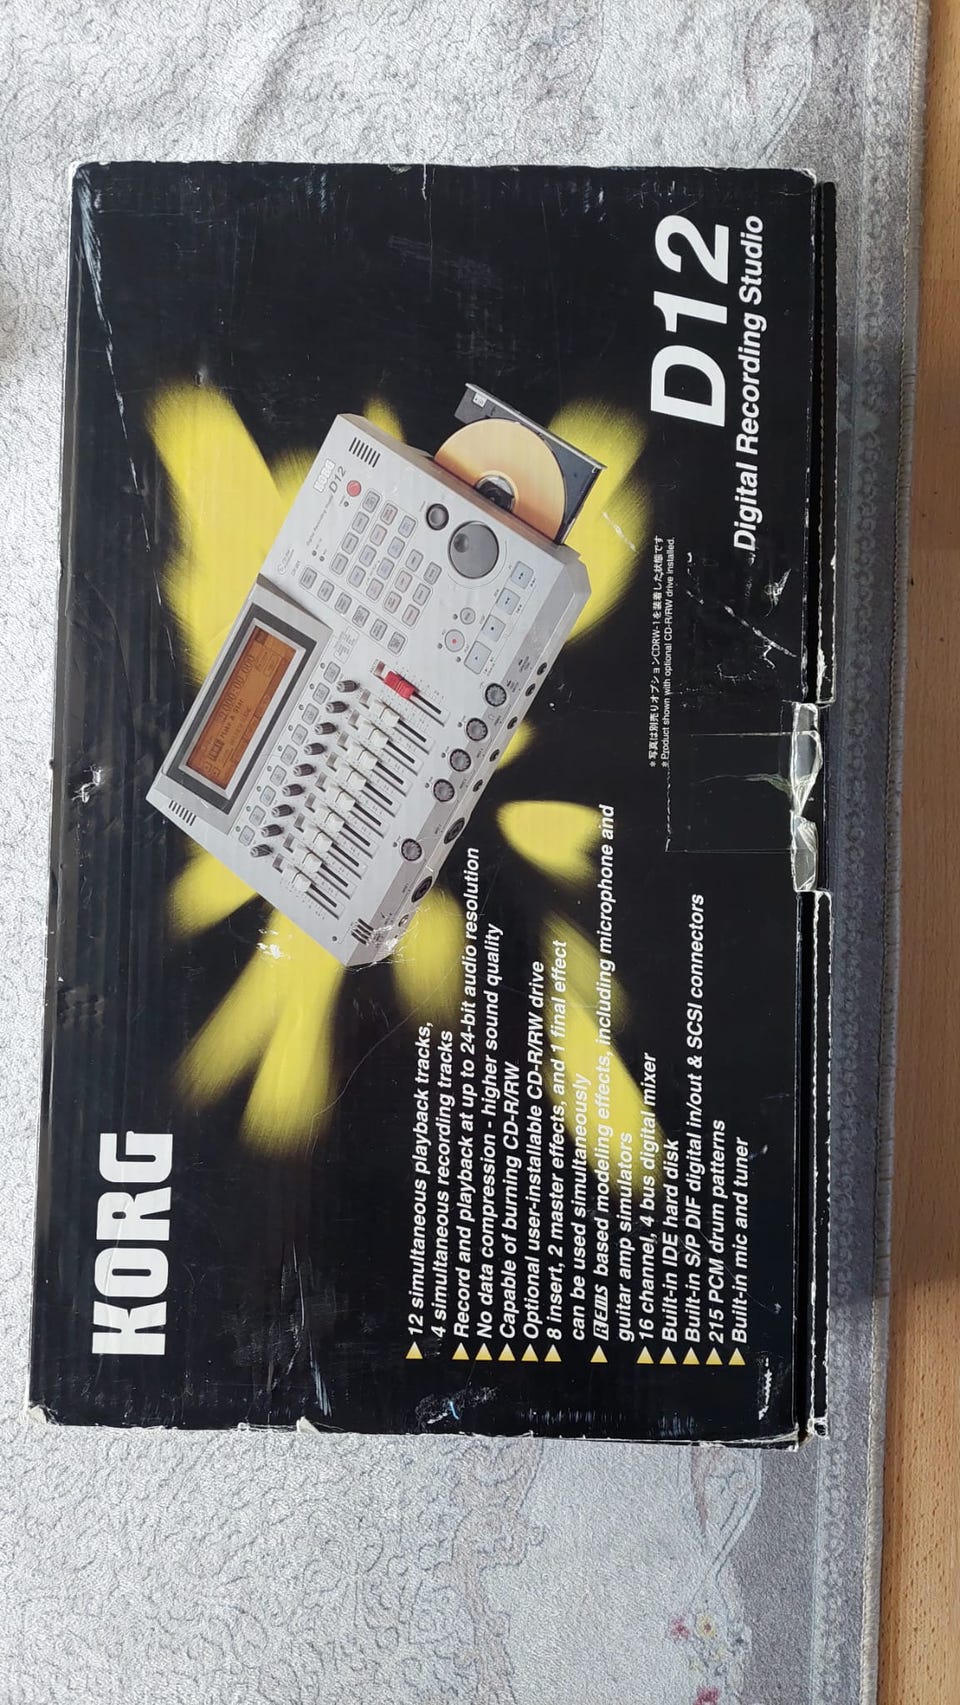 KORG
KORG
D12
12 simultaneous playback tracks,
4 simultaneous recording tracks
Record and playback at up to 24-bit audio resolution
No data compression - higher sound quality
Capable of burning CD-R/RW
Optional user-installable CD-R/RW drive
8 insert, 2 master effects, and 1 final effect
can be used simultaneously
REMS based modeling effects, including microphone and
guitar amp simulators
16 channel, 4 bus digital mixer
Built-in IDE hard disk
Built-in S/P DIF digital in/out & SCSI connectors
215 PCM drum patterns
Built-in mic and tuner
*写真は別売りオプションCDRW-1を装着した状態です
*Product shown with optional CD-R/RW drive installed.
D12
Digital Recording Studio